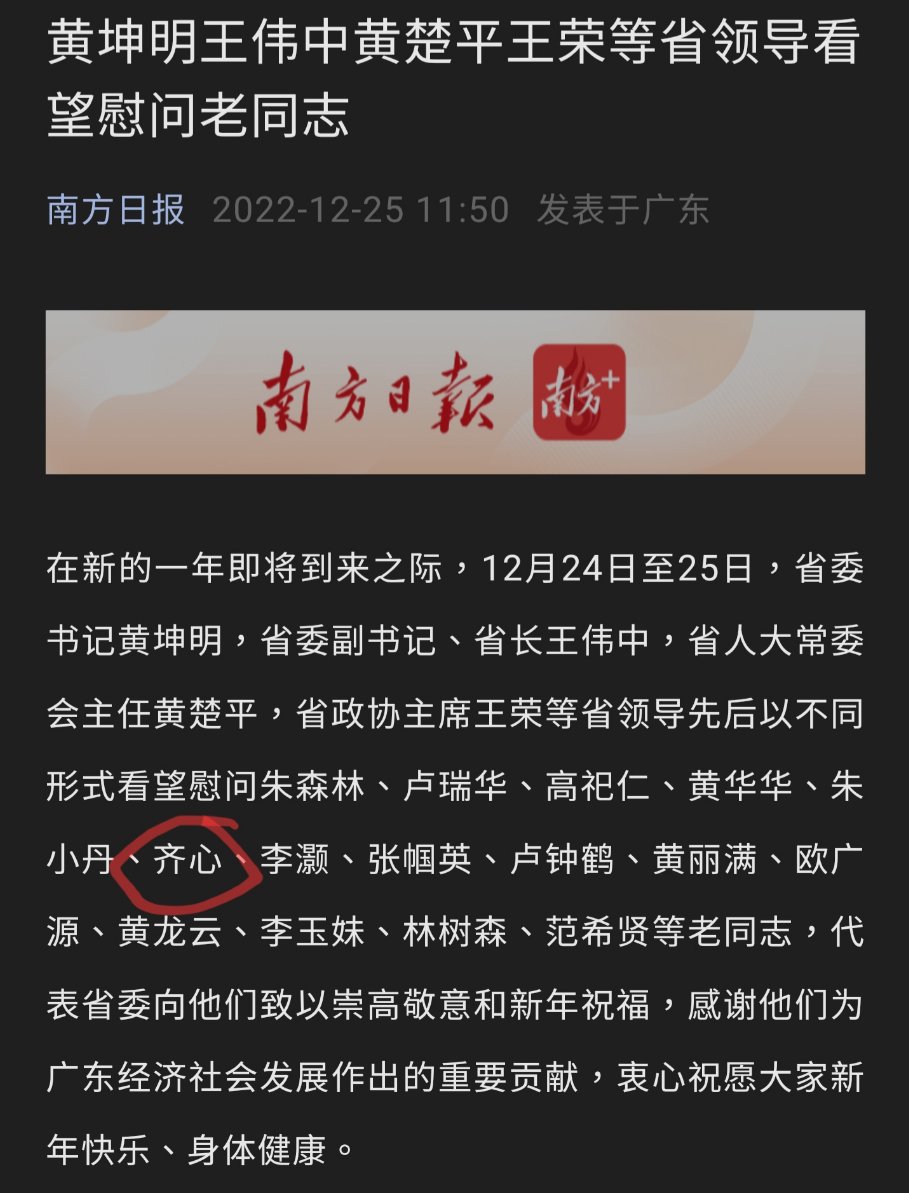 黄坤明王伟中黄楚平王荣等省领导看
望慰问老同志
南方日报 2022-12-25 11:50 发表于广东
南方日報 南方+
在新的一年即将到来之际，12月24日至25日，省委
书记黄坤明，省委副书记、省长王伟中，省人大常委
会主任黄楚平，省政协主席王荣等省领导先后以不同
形式看望慰问朱森林、卢瑞华、高祀仁、黄华华、朱
小丹、齐心、李灏、张帼英、卢钟鹤、黄丽满、欧广
源、黄龙云、李玉妹、林树森、范希贤等老同志，代
表省委向他们致以崇高敬意和新年祝福，感谢他们为
广东经济社会发展作出的重要贡献，衷心祝愿大家新
年快乐、身体健康。